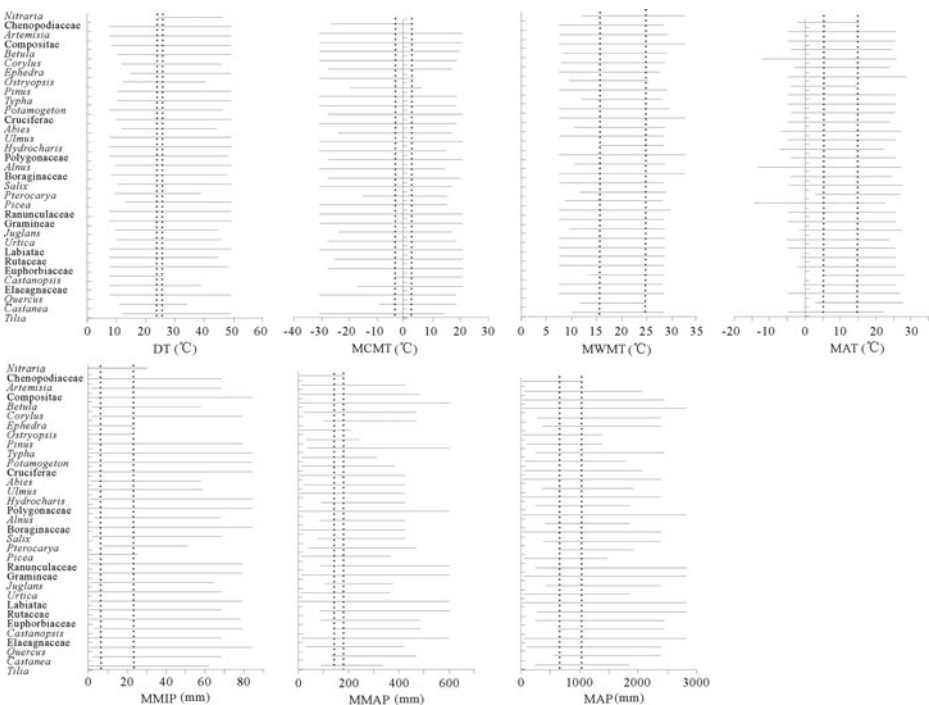 Nitraria
Chenopodiaceae
Artemisia
Compositae
Betula
Corylus
Ephedra
Ostryopsis
Pinus
Typha
Potamogeton
Cruciferae
Abies
Ulmus
Hydrocharis
Polygonaceae
Alnus
Boraginaceae
Salix
Pterocarya
Picea
Ranunculaceae
Gramineae
Juglans
Urtica
Labiatae
Rutaceae
Euphorbiaceae
Castanopsis
Elaeagnaceae
Quercus
Castanea
Tilia
0 10 20 30 40 50 60
DT (℃)
-40 -30 -20 -10 0 10 20 30
MCMT (℃)
0 5 10 15 20 25 30 35
MWMT (℃)
-20 -10 0 10 20 30
MAT (℃)
Nitraria
Chenopodiaceae
Artemisia
Compositae
Betula
Corylus
Ephedra
Ostryopsis
Pinus
Typha
Potamogeton
Cruciferae
Abies
Ulmus
Hydrocharis
Polygonaceae
Alnus
Boraginaceae
Salix
Pterocarya
Picea
Ranunculaceae
Gramineae
Juglans
Urtica
Labiatae
Rutaceae
Euphorbiaceae
Castanopsis
Elaeagnaceae
Quercus
Castanea
Tilia
0 20 40 60 80
MMIP (mm)
0 200 400 600
MMAP (mm)
0 1000 2000 3000
MAP (mm)